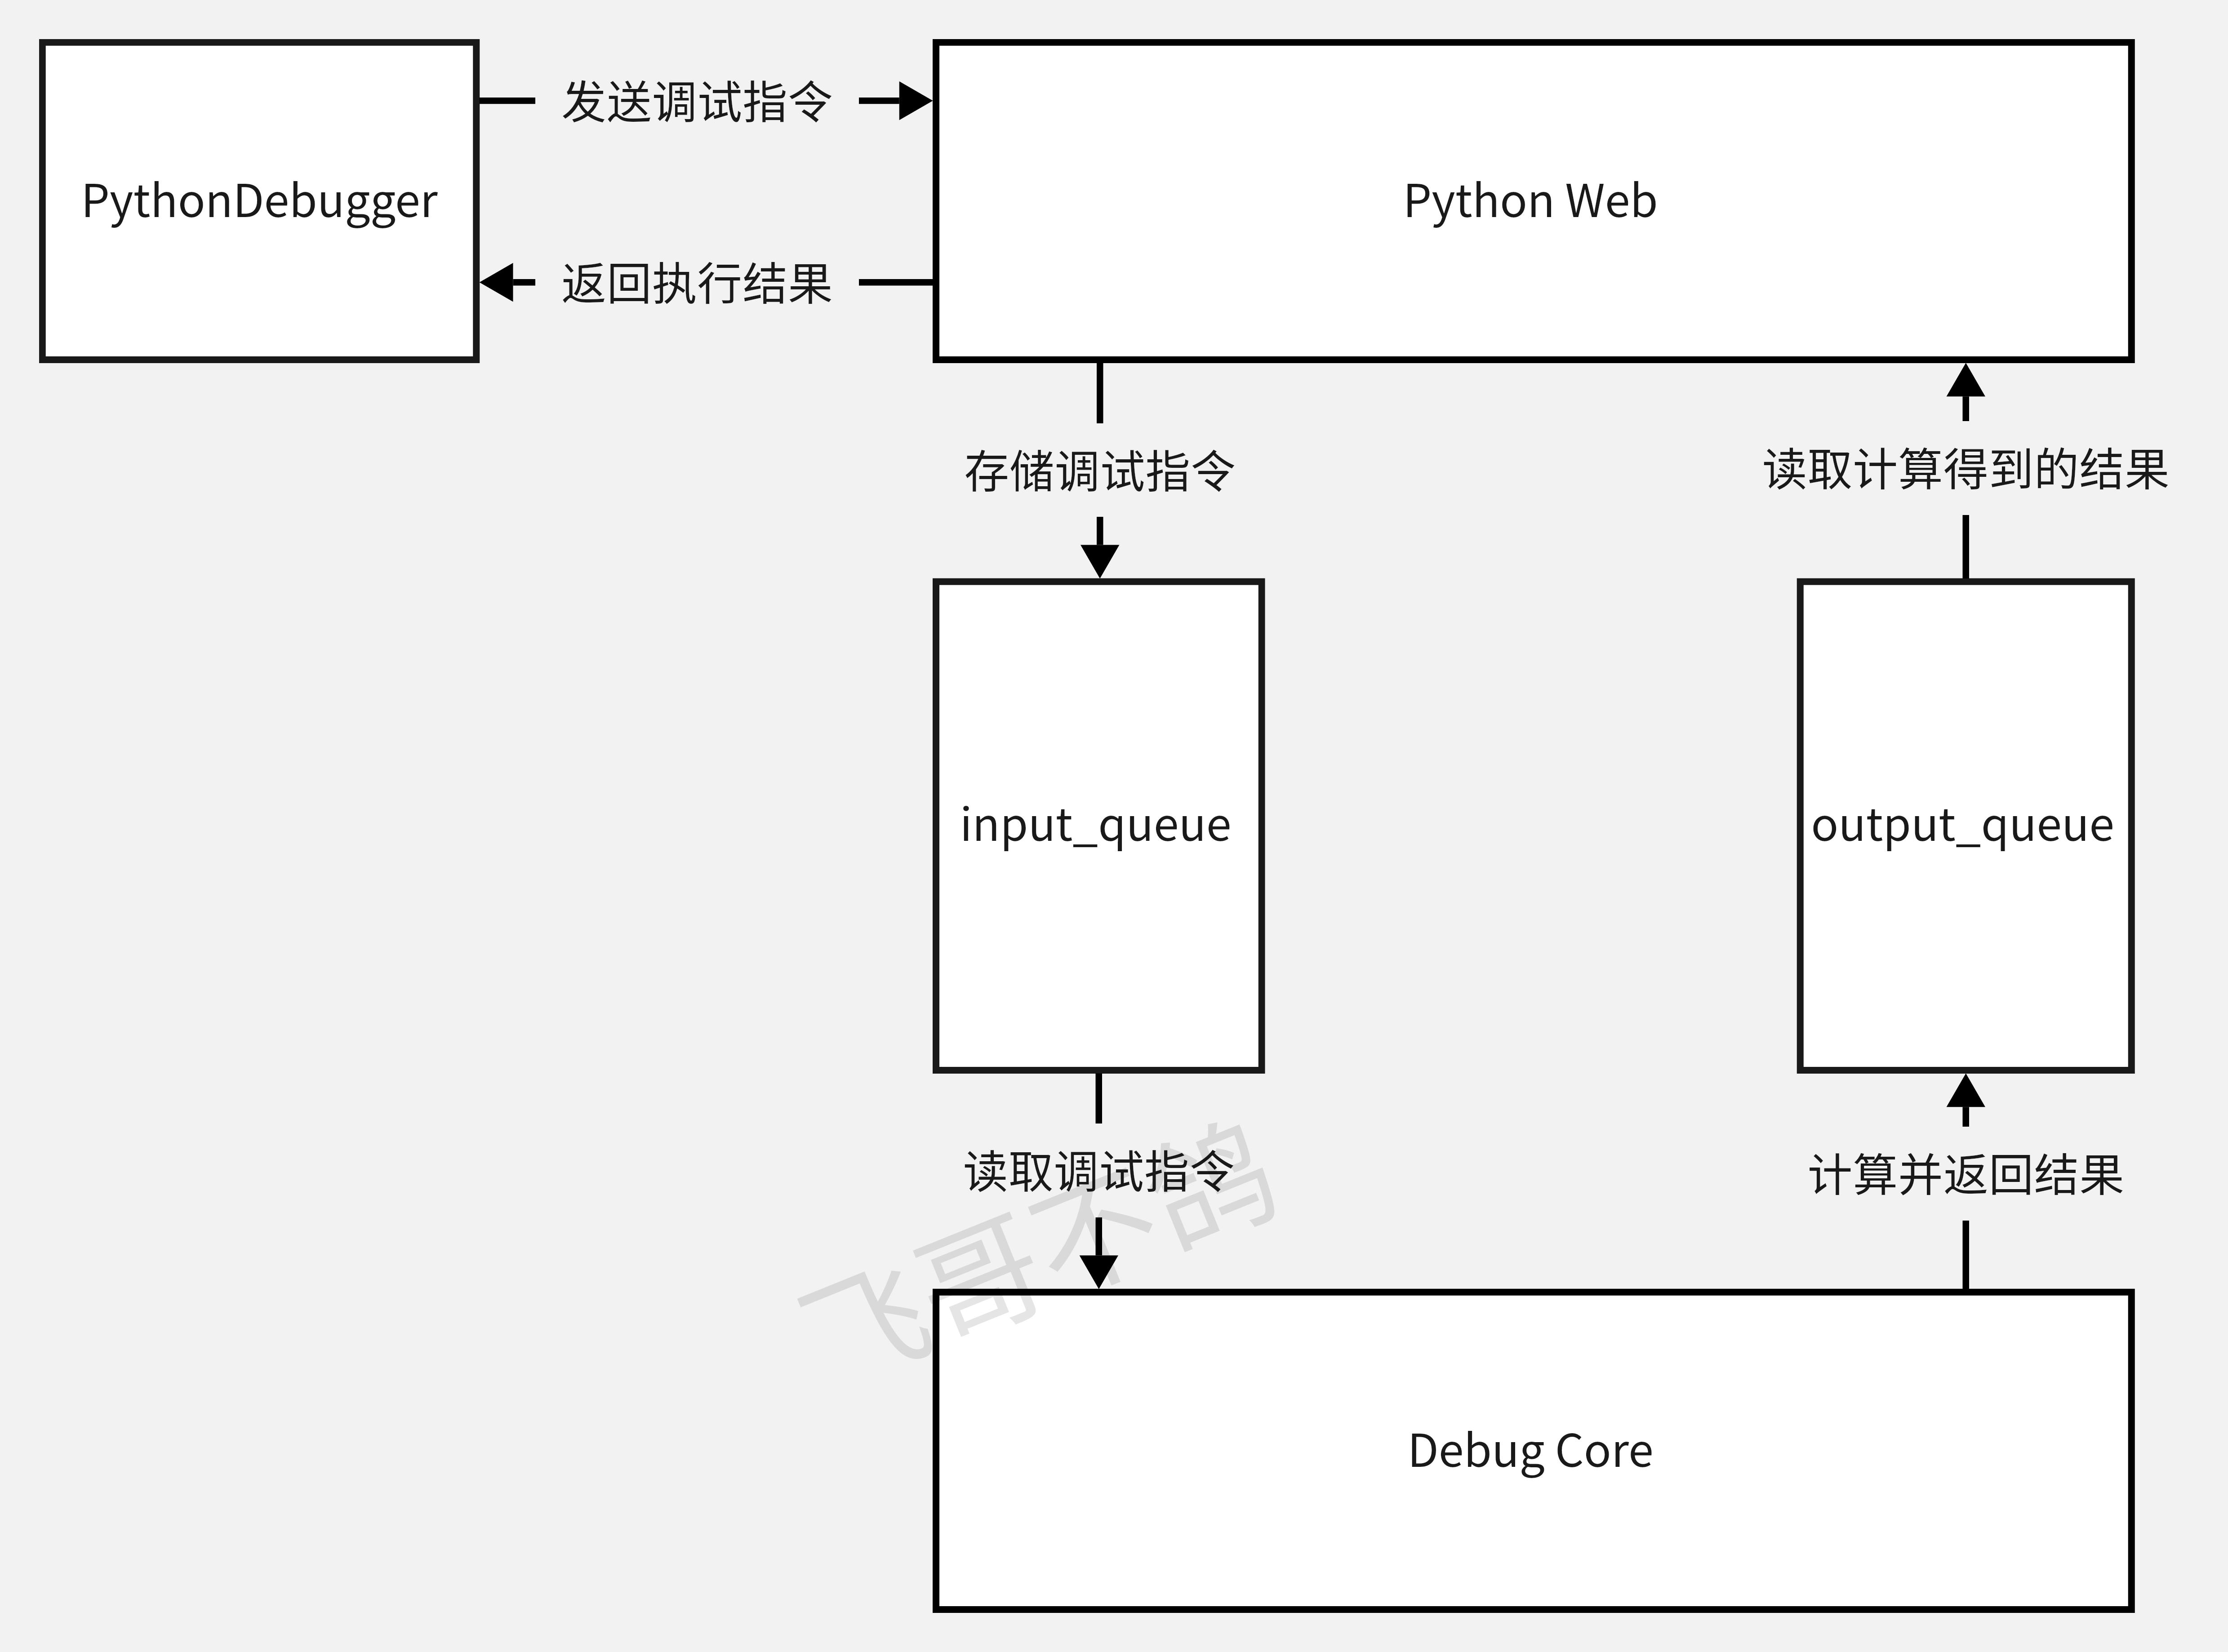 发送调试指令
PythonDebugger
Python Web
返回执行结果
存储调试指令
读取计算得到的结果
input_queue
output_queue
读取调试指令
计算并返回结果
飞哥不鸽
Debug Core